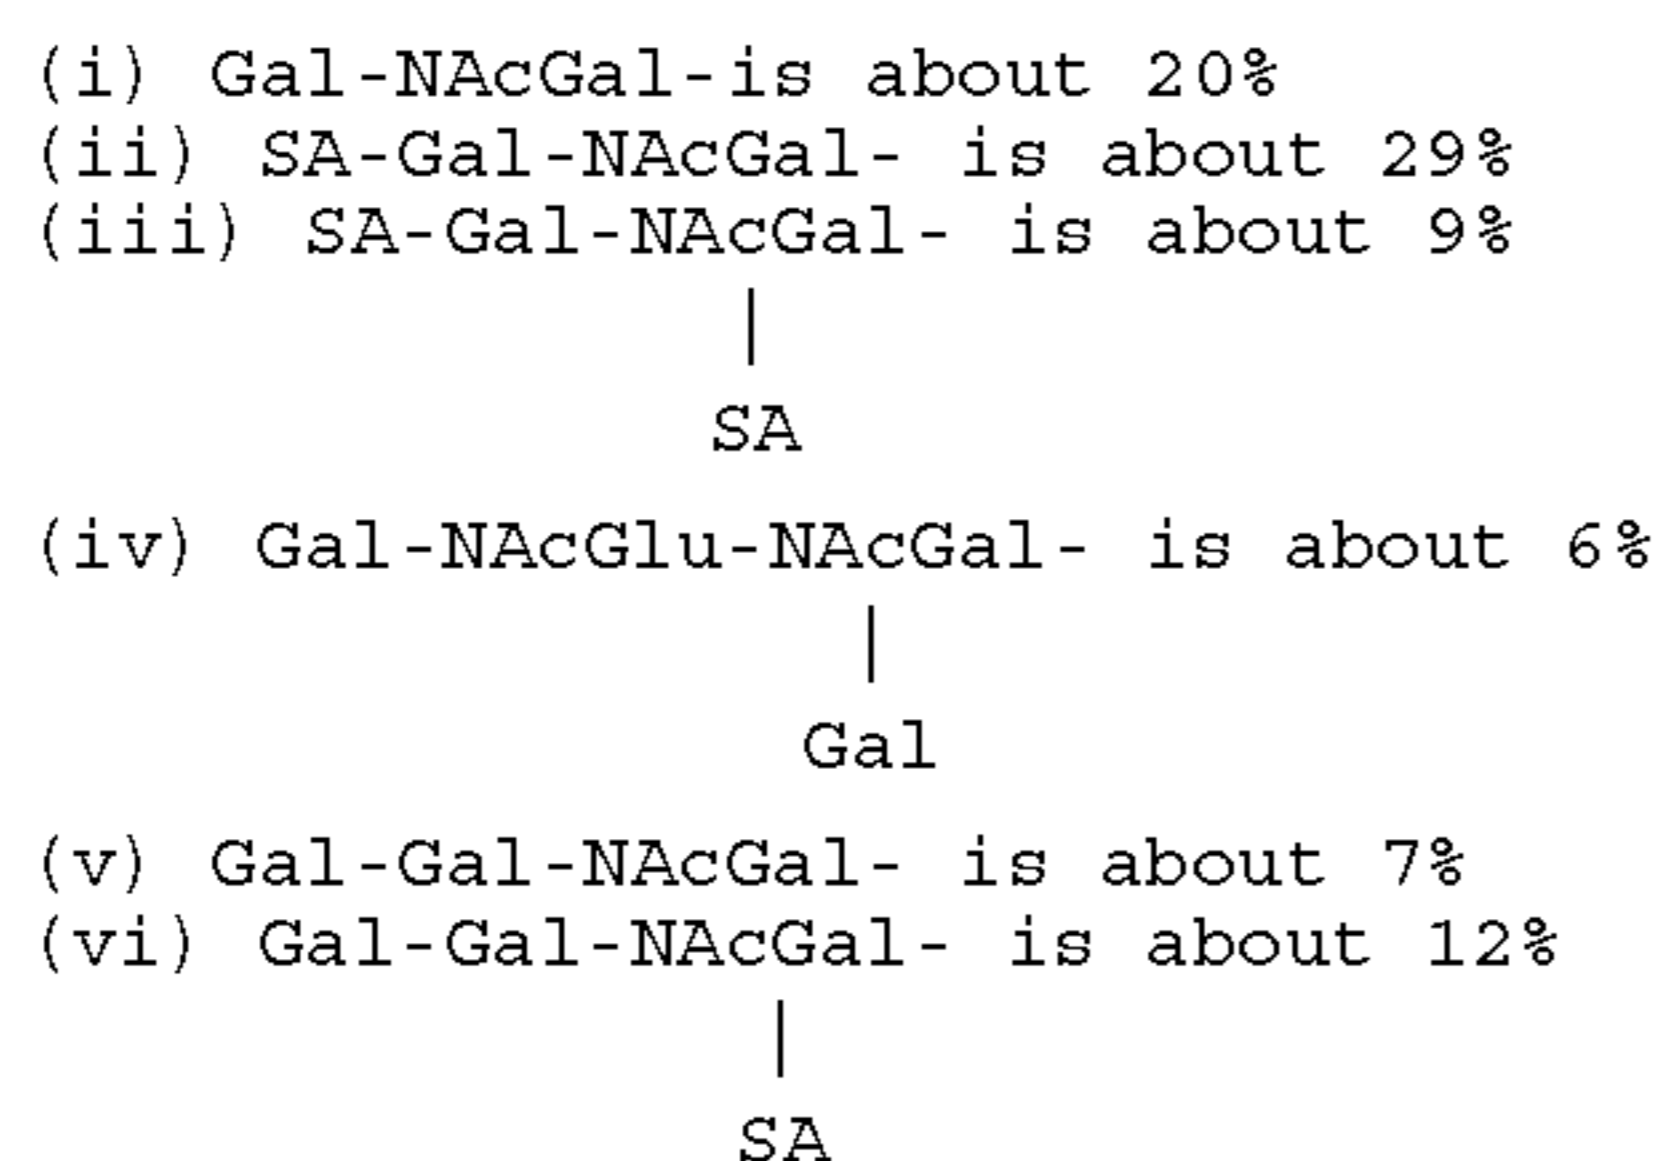 (i) Gal-NAcGal-is about 20%
(ii) SA-Gal-NAcGal- is about 29%
(iii) SA-Gal-NAcGal- is about 9%
|
SA
(iv) Gal-NAcGlu-NAcGal- is about 6%
|
Gal
(v) Gal-Gal-NAcGal- is about 7%
(vi) Gal-Gal-NAcGal- is about 12%
|
SA